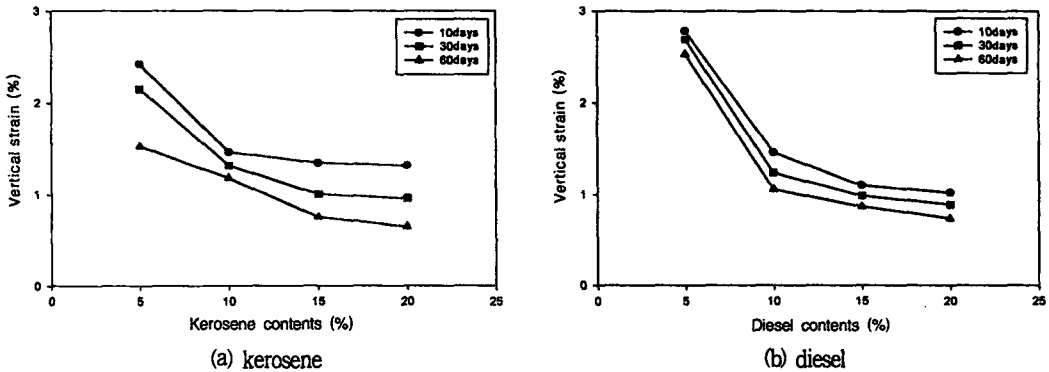 3
10days
30days
60days
2
1
0
Vertical strain (%)
0 5 10 15 20 25
Kerosene contents (%)
(a) kerosene
3
10days
30days
60days
2
1
0
Vertical strain (%)
0 5 10 15 20 25
Diesel contents (%)
(b) diesel